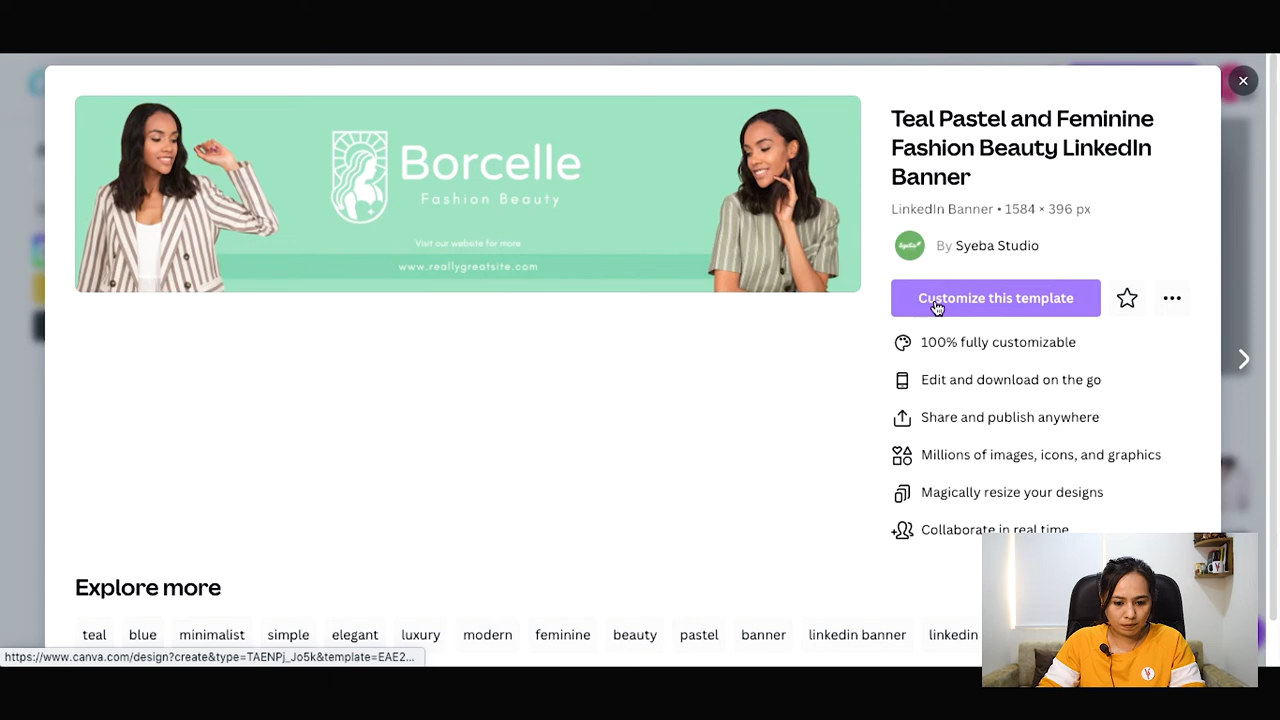 Borcelle
Fashion Beauty
Visit our website for more
www.reallygreatsite.com
Teal Pastel and Feminine
Fashion Beauty LinkedIn
Banner
LinkedIn Banner • 1584 × 396 px
By Syeba Studio
Customize this template
100% fully customizable
Edit and download on the go
Share and publish anywhere
Millions of images, icons, and graphics
Magically resize your designs
Collaborate in real time
Explore more
teal blue minimalist simple elegant luxury modern feminine beauty pastel banner linkedin banner linkedin
https://www.canva.com/design?create&type=TAENPj_Jo5k&template=EAE2...